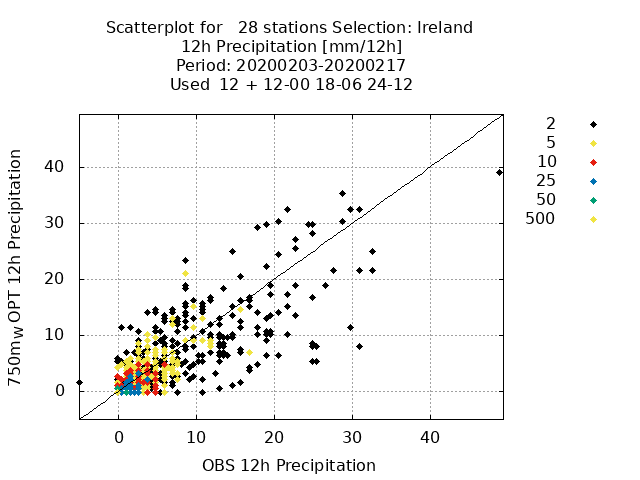 Scatterplot for   28 stations Selection: Ireland
12h Precipitation [mm/12h]
Period: 20200203-20200217
Used  12 + 12-00 18-06 24-12
2
5
10
25
50
500
750mW OPT 12h Precipitation
40
30
20
10
0
0 10 20 30 40
OBS 12h Precipitation